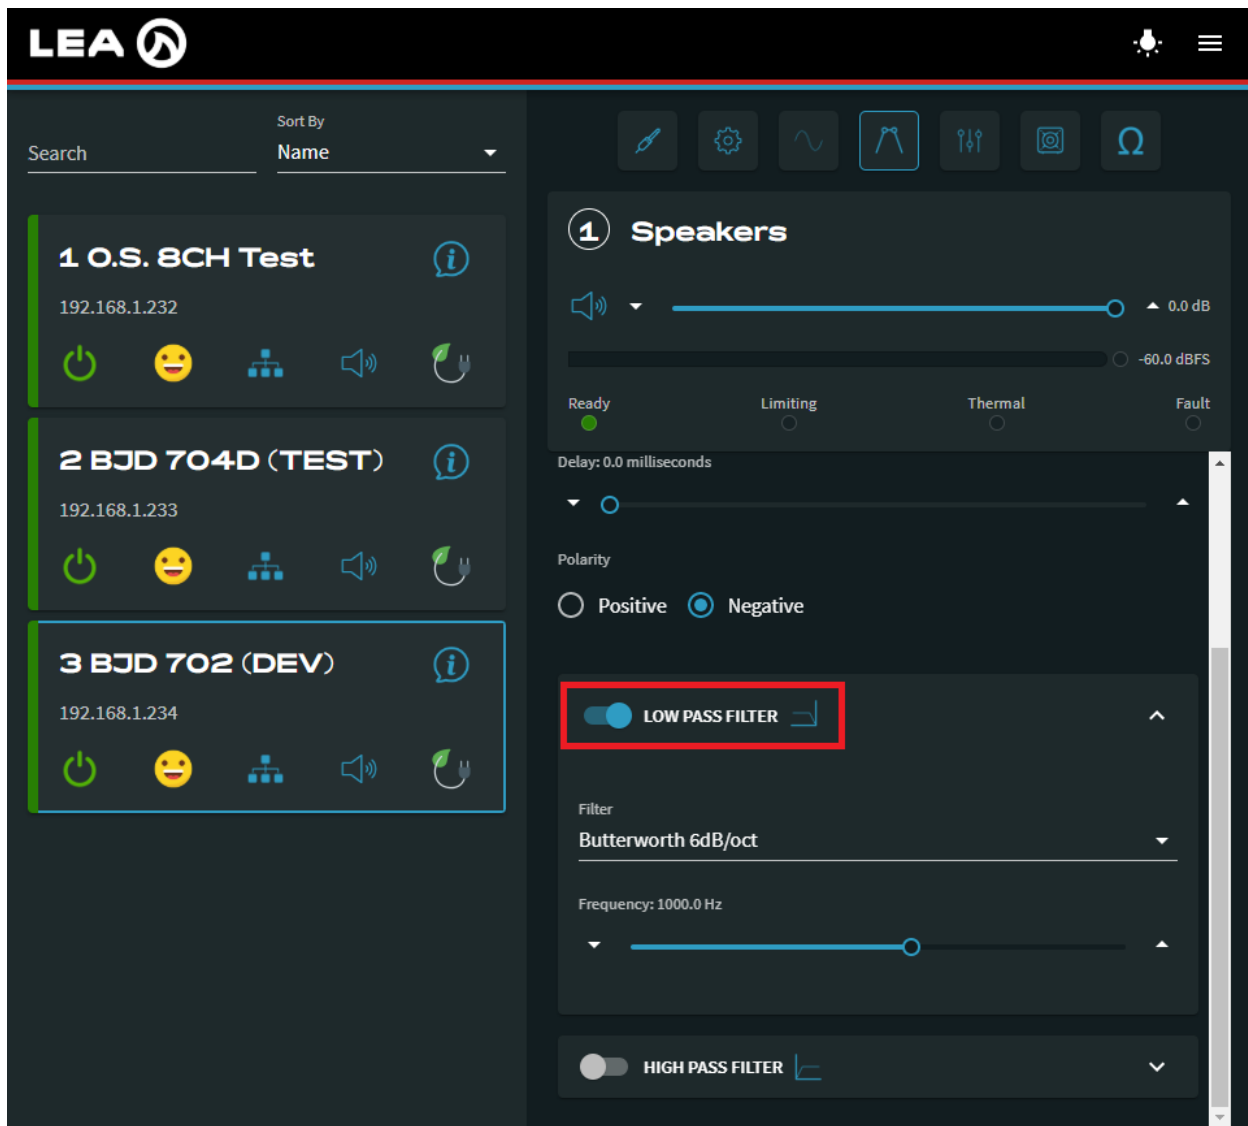 LEA
Search
Sort By
Name
1 O.S. 8CH Test
192.168.1.232
2 BJD 704D (TEST)
192.168.1.233
3 BJD 702 (DEV)
192.168.1.234
Ω
1 Speakers
0.0 dB
-60.0 dBFS
Ready Limiting Thermal Fault
Delay: 0.0 milliseconds
Polarity
Positive Negative
LOW PASS FILTER
Filter
Butterworth 6dB/oct
Frequency: 1000.0 Hz
HIGH PASS FILTER